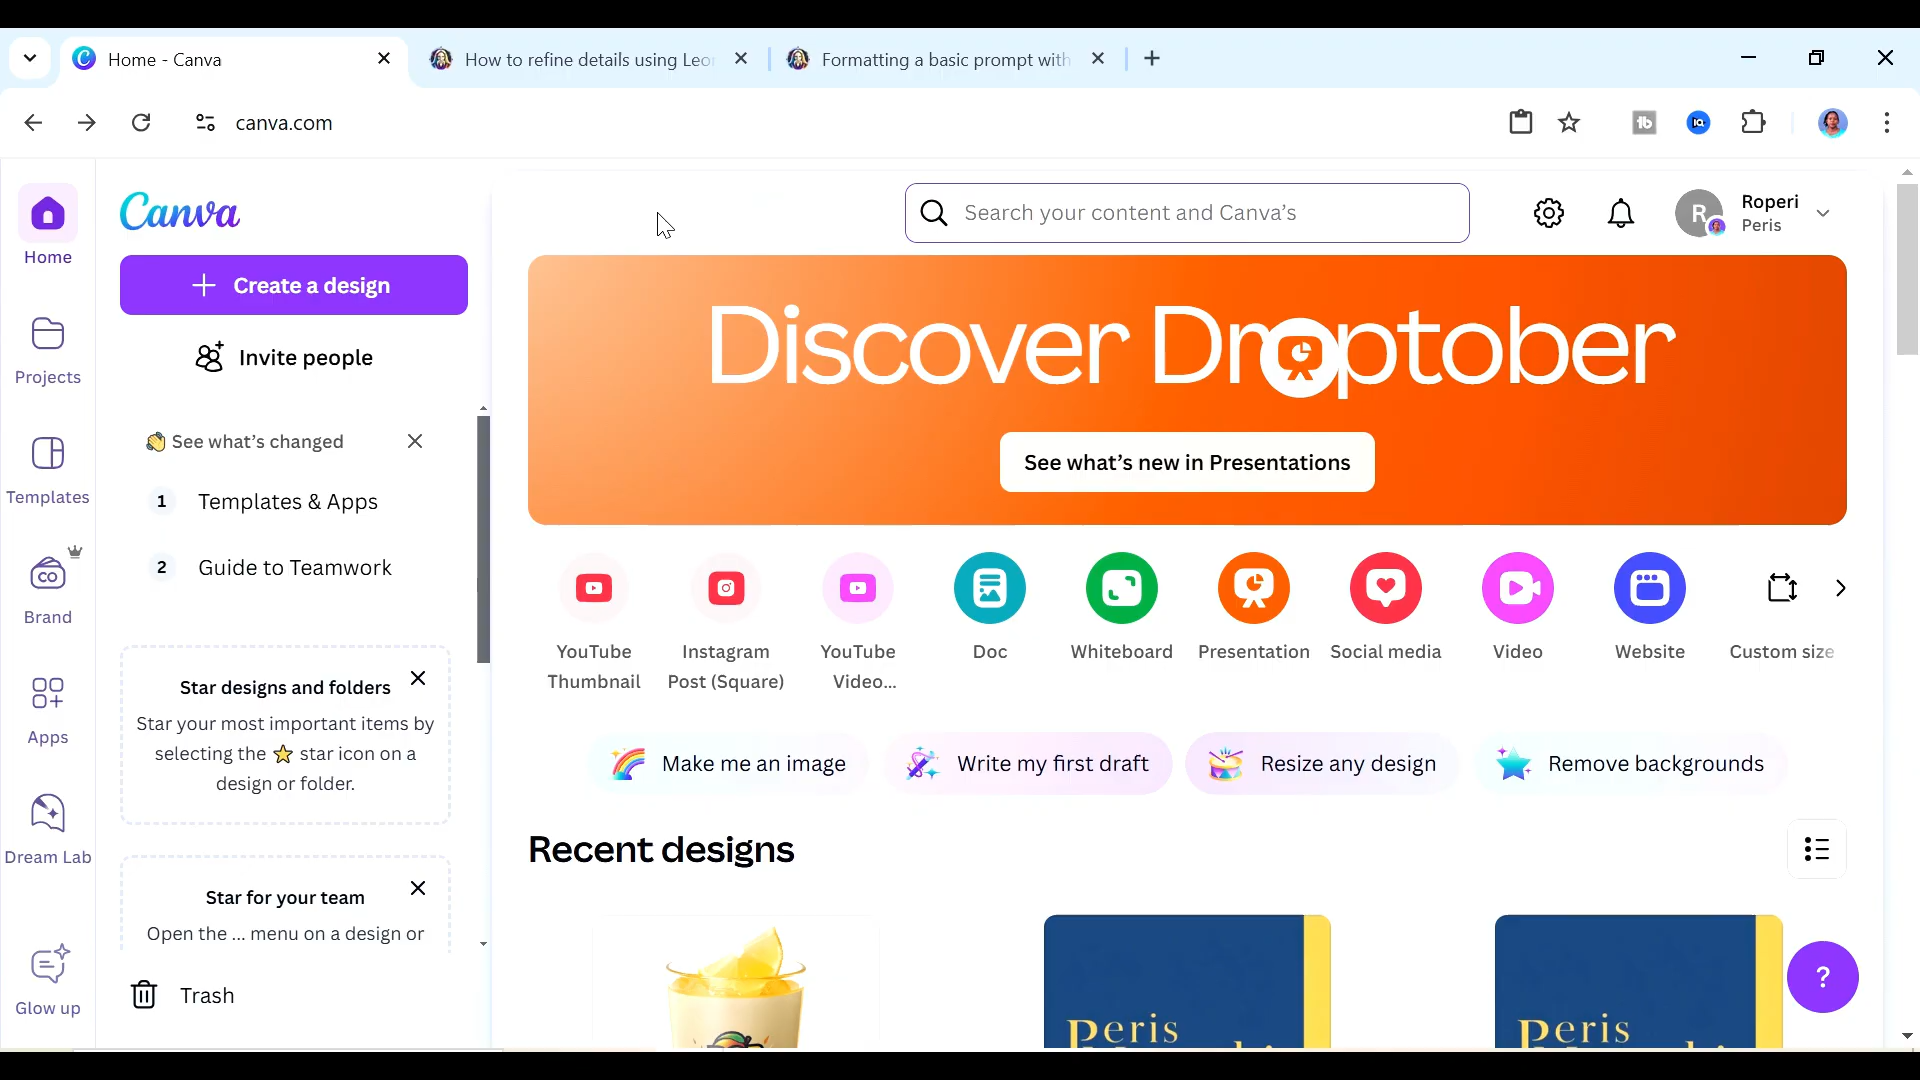 Home - Canva
How to refine details using Leo
Formatting a basic prompt with
canva.com
Home
Projects
Templates
Brand
Apps
Dream Lab
Glow up
Canva
Create a design
Invite people
See what's changed
1 Templates & Apps
2 Guide to Teamwork
Star designs and folders
Star your most important items by
selecting the ⭐ star icon on a
design or folder.
Star for your team
Open the ... menu on a design or
Trash
Search your content and Canva's
R
Roperi
Peris
Discover Droptober
See what's new in Presentations
YouTube
Thumbnail
Instagram
Post (Square)
YouTube
Video...
Doc
Whiteboard
Presentation
Social media
Video
Website
Custom size
Make me an image
Write my first draft
Resize any design
Remove backgrounds
Recent designs
Peris
Peris
?